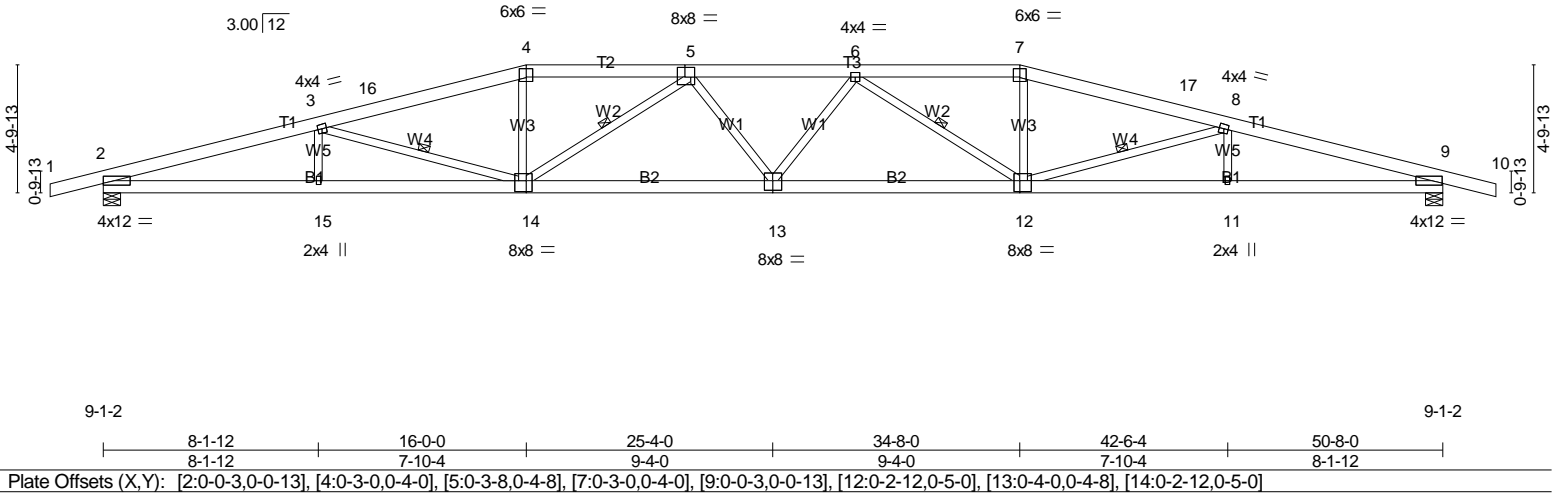 6x6 =
8x8 =
6x6 =
3.00 12
4x4 =
4
5
6
7
T2
T3
4x4 =
16
17
4x4 =
3
8
4-9-13
T1
W2
W2
T1
4-9-13
W3
W1
W1
W3
W4
W4
2
W5
W5
9
1
0-9-13
B1
B2
B2
B1
10
0-9-13
4x12 =
15
14
13
12
11
4x12 =
2x4 ||
8x8 =
8x8 =
8x8 =
2x4 ||
9-1-2
9-1-2
8-1-12 16-0-0 25-4-0 34-8-0 42-6-4 50-8-0
8-1-12 7-10-4 9-4-0 9-4-0 7-10-4 8-1-12
Plate Offsets (X,Y): [2:0-0-3,0-0-13], [4:0-3-0,0-4-0], [5:0-3-8,0-4-8], [7:0-3-0,0-4-0], [9:0-0-3,0-0-13], [12:0-2-12,0-5-0], [13:0-4-0,0-4-8], [14:0-2-12,0-5-0]